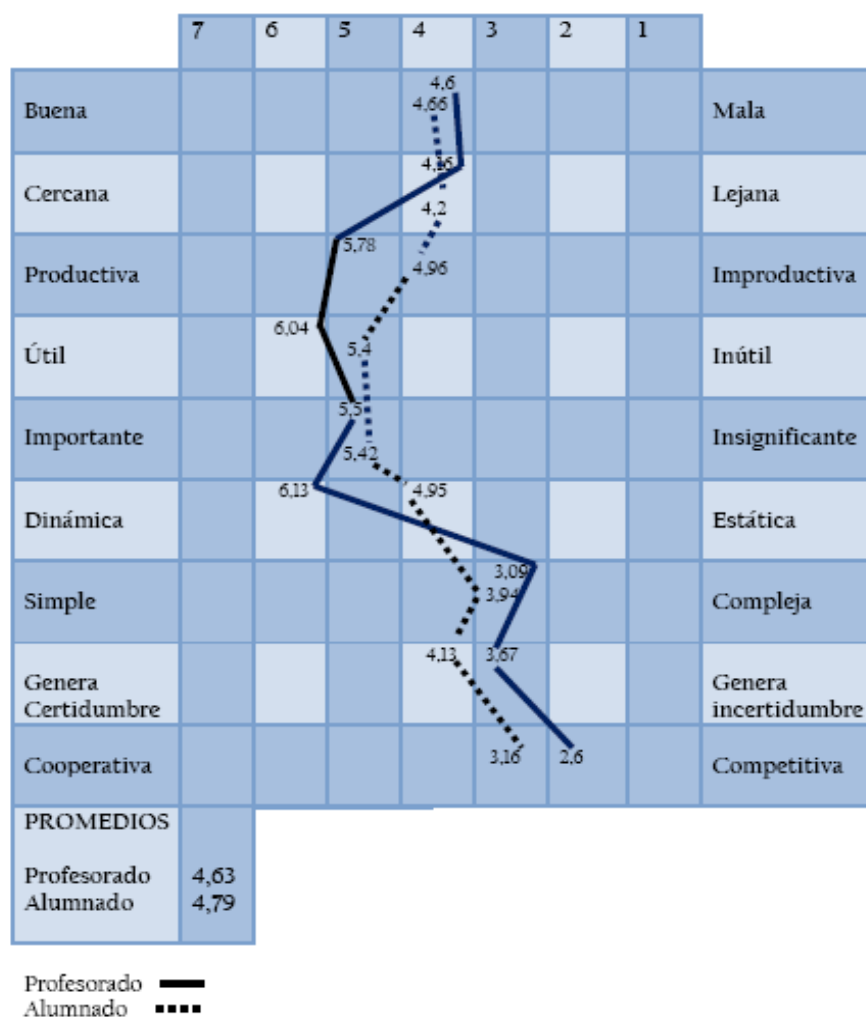 7 6 5 4 3 2 1
4,6
Buena 4,66 Mala
4,15
Cercana 4,2 Lejana
5,78
Productiva 4,96 Improductiva
6,04
Útil 5,4 Inútil
5,5
Importante 5,42 Insignificante
6,13 4,95
Dinámica Estática
3,09
Simple 3,94 Compleja
4,13 3,67
Genera Genera
Certidumbre incertidumbre
Cooperativa 3,16 2,6 Competitiva
PROMEDIOS
Profesorado 4,63
Alumnado 4,79
Profesorado
Alumnado